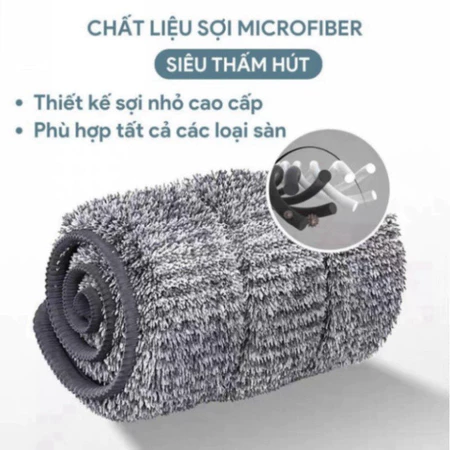 CHẤT LIỆU SỢI MICROFIBER
SIÊU THẤM HÚT
• Thiết kế sợi nhỏ cao cấp
• Phù hợp tất cả các loại sàn